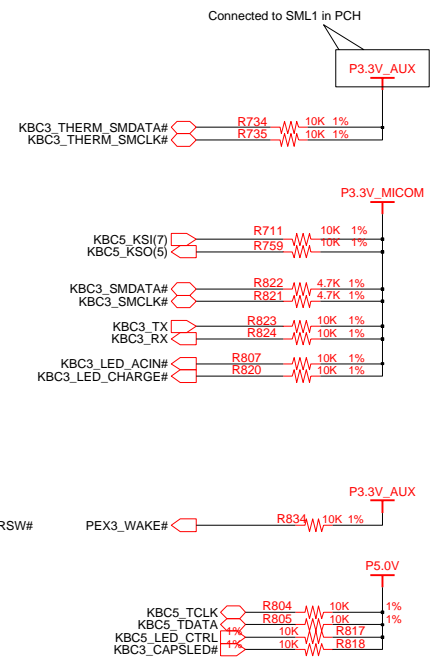 Connected to SML1 in PCH
P3.3V_AUX
KBC3_THERM_SMDATA# R734 10K 1%
KBC3_THERM_SMCLK# R735 10K 1%
P3.3V_MICOM
KBC5_KSI(7) R711 10K 1%
KBC5_KSO(5) R759 10K 1%
KBC3_SMDATA# R822 4.7K 1%
KBC3_SMCLK# R821 4.7K 1%
KBC3_TX R823 10K 1%
KBC3_RX R824 10K 1%
KBC3_LED_ACIN# R807 10K 1%
KBC3_LED_CHARGE# R820 10K 1%
P3.3V_AUX
RSW# PEX3_WAKE# R834 10K 1%
P5.0V
KBC5_TCLK R804 10K 1%
KBC5_TDATA R805 10K 1%
KBC5_LED_CTRL 1% 10K R817
KBC3_CAPSLED# 1% 10K R818